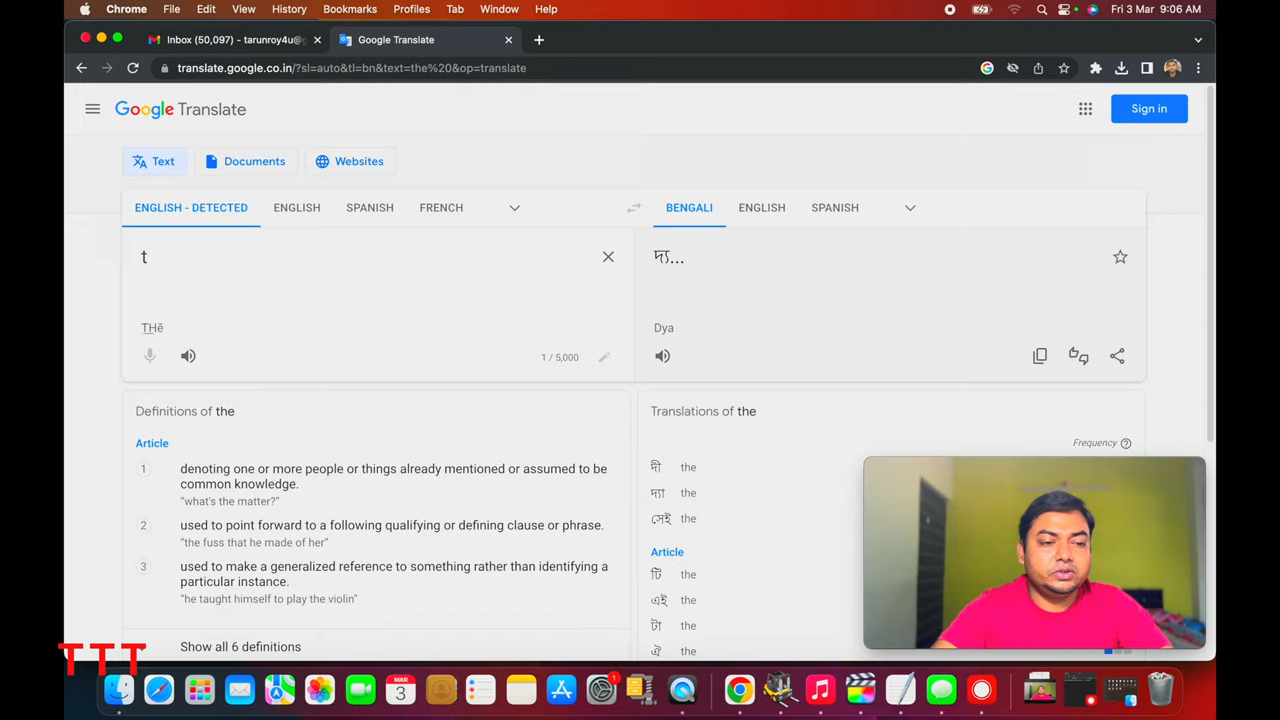 Chrome File Edit View History Bookmarks Profiles Tab Window Help Fri 3 Mar 9:06 AM
Inbox (50,097) - tarunroy4u@g Google Translate
translate.google.co.in/?sl=auto&tl=bn&text=the%20&op=translate
Google Translate Sign in
Text Documents Websites
ENGLISH - DETECTED ENGLISH SPANISH FRENCH BENGALI ENGLISH SPANISH
t দ্য...
T͟Hē Dya
1 / 5,000
Definitions of the Translations of the
Article Frequency
1 denoting one or more people or things already mentioned or assumed to be
common knowledge.
"what's the matter?"
2 used to point forward to a following qualifying or defining clause or phrase.
"the fuss that he made of her"
3 used to make a generalized reference to something rather than identifying a
particular instance.
"he taught himself to play the violin"
Show all 6 definitions
দী the
দ্যা the
সেই the
Article
টি the
এই the
টা the
ঐ the
TTT
MAR
3
1